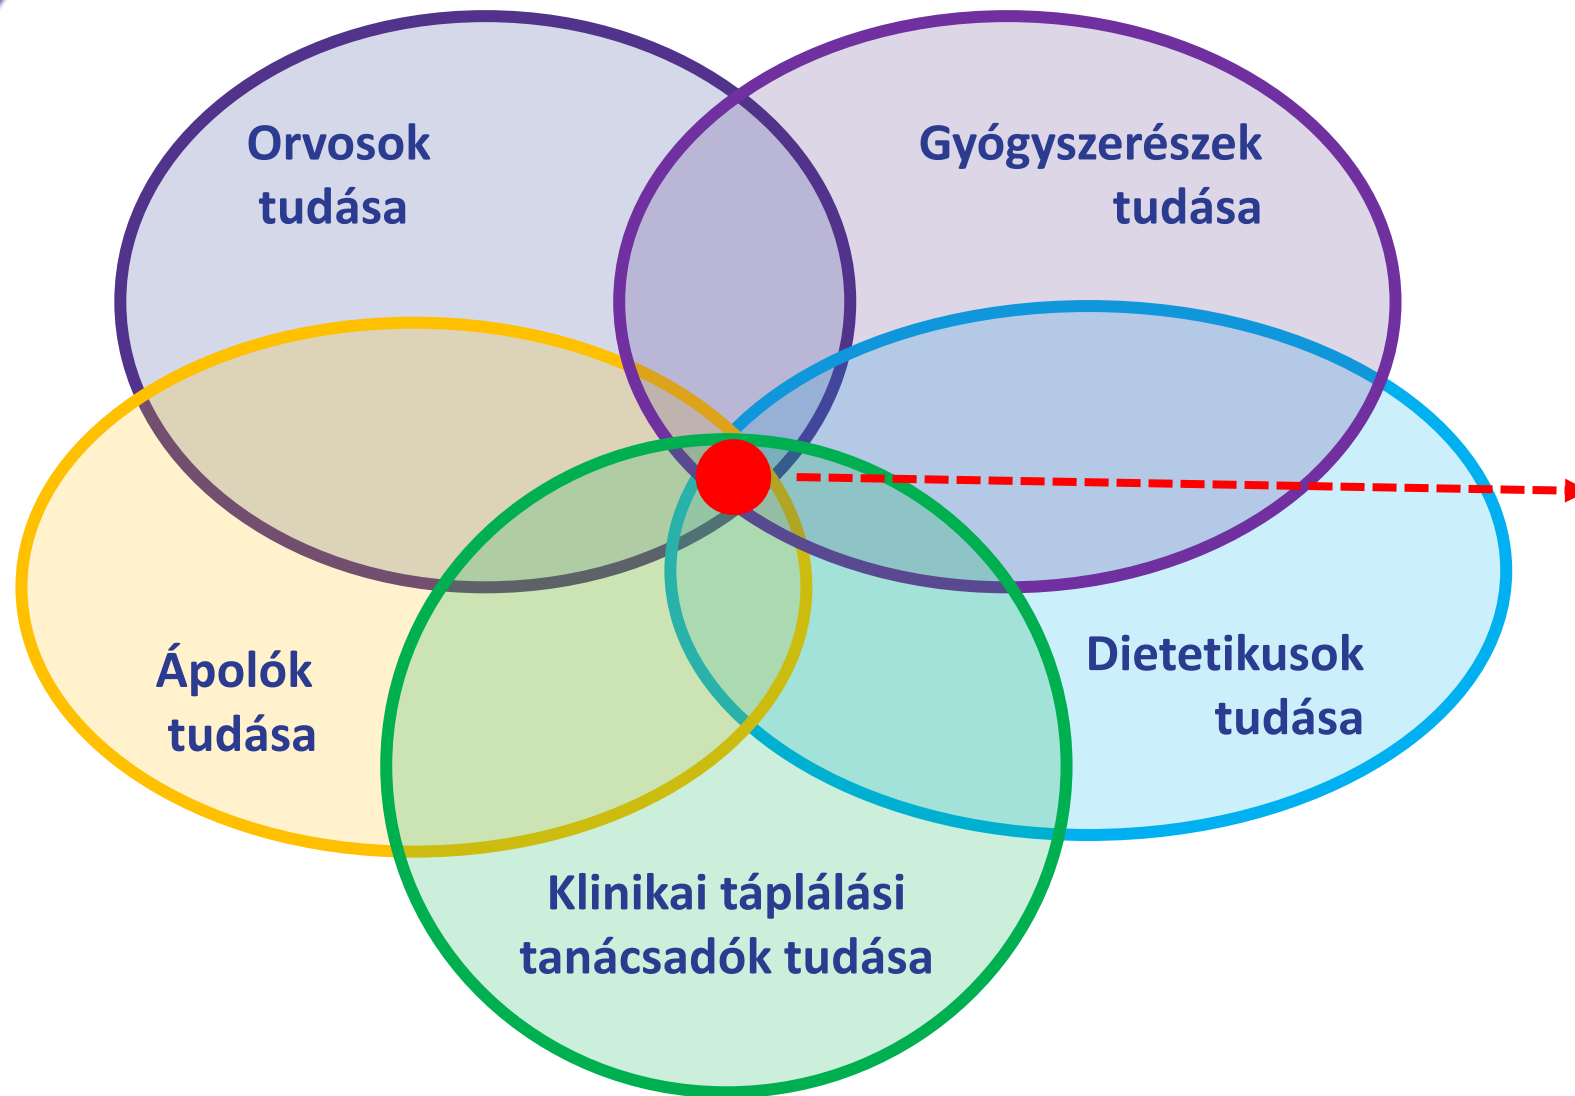 Orvosok
tudása
Gyógyszerészek
tudása
Ápolók
tudása
Dietetikusok
tudása
Klinikai táplálási
tanácsadók tudása